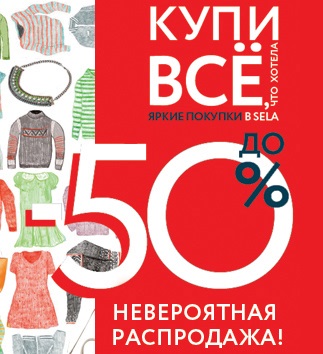 КУПИ
ВСЁ,
ЧТО ХОТЕЛА
ЯРКИЕ ПОКУПКИ В SELA
ДО
-50%
НЕВЕРОЯТНАЯ
РАСПРОДАЖА!